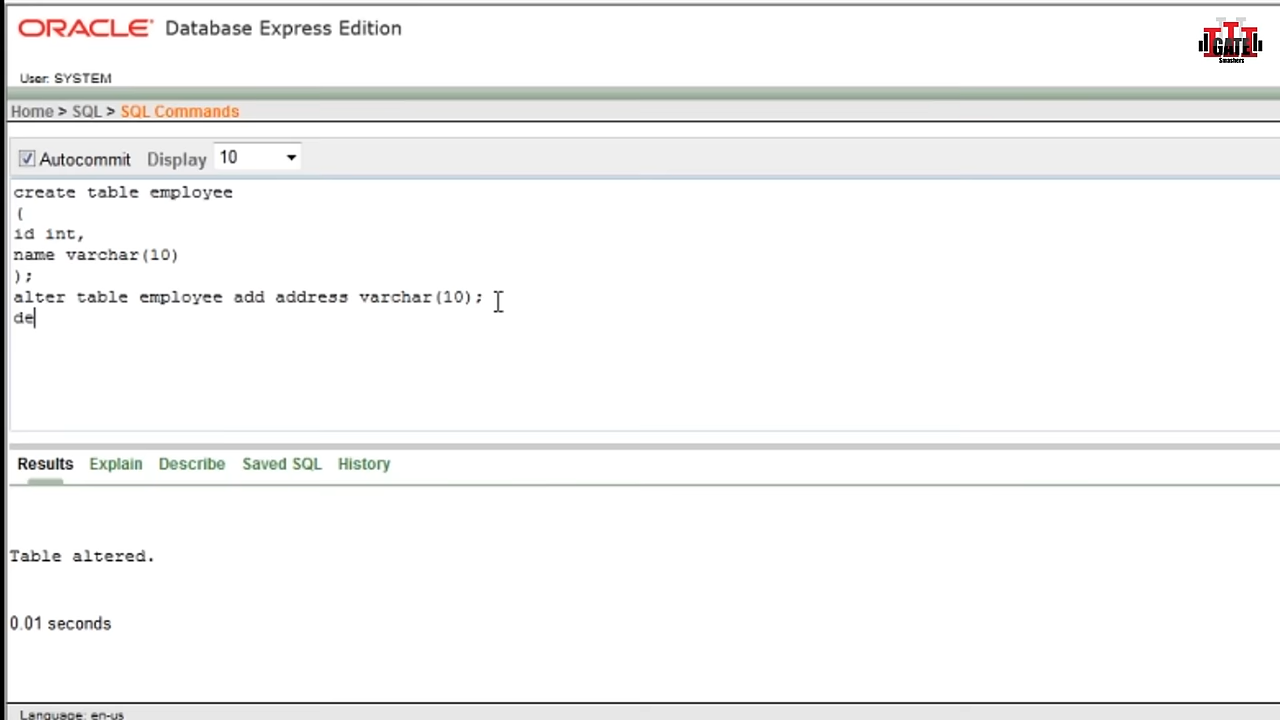 ORACLE Database Express Edition
GATE
Smashers
User: SYSTEM
Home > SQL > SQL Commands
Autocommit Display 10
create table employee
(
id int,
name varchar(10)
);
alter table employee add address varchar(10);
de
Results Explain Describe Saved SQL History
Table altered.
0.01 seconds
Language: en-us